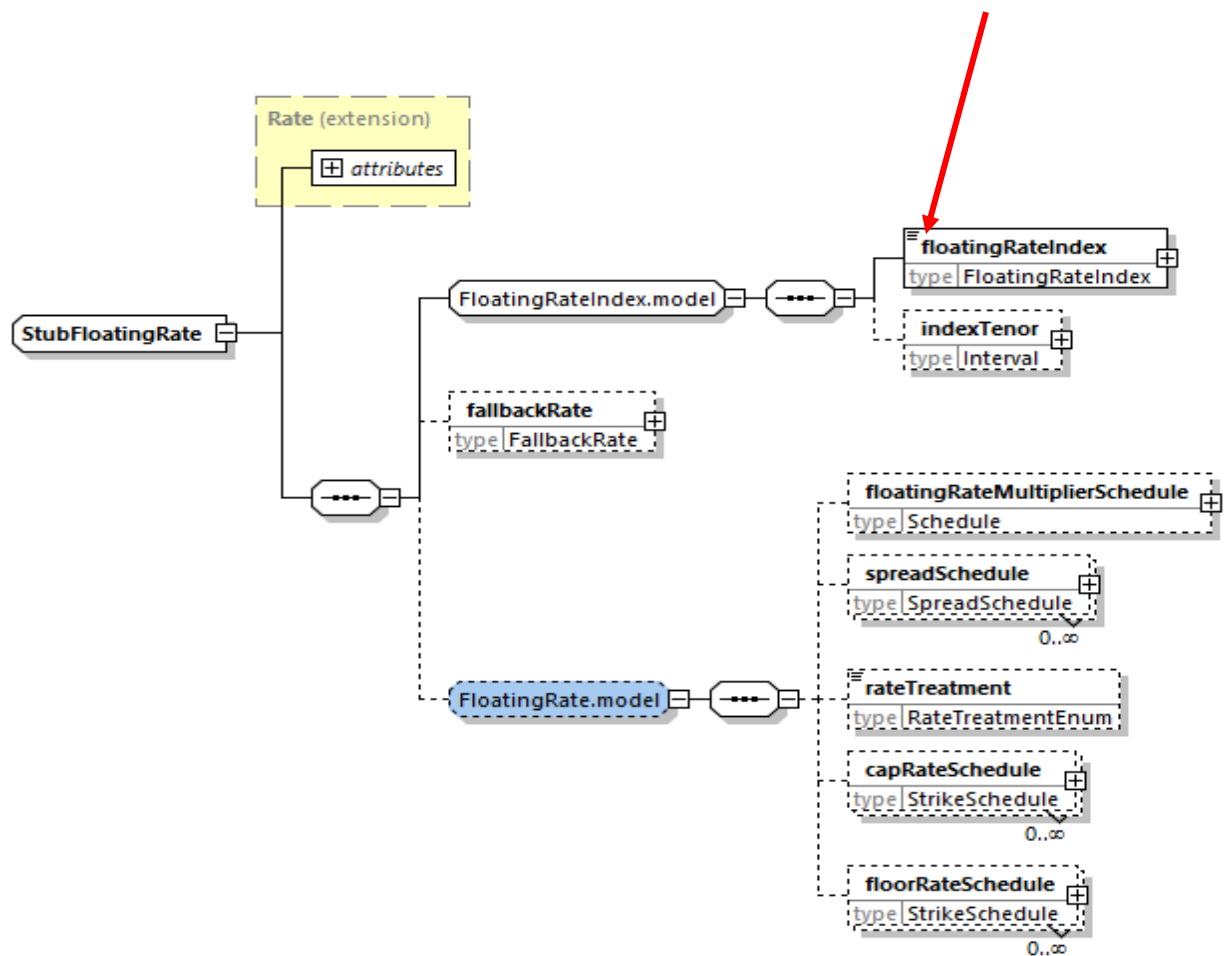 Rate (extension)
attributes
floatingRateIndex
type FloatingRateIndex
FloatingRateIndex.model
StubFloatingRate
indexTenor
type Interval
fallbackRate
type FallbackRate
floatingRateMultiplierSchedule
type Schedule
spreadSchedule
type SpreadSchedule
0..∞
FloatingRate.model
rateTreatment
type RateTreatmentEnum
capRateSchedule
type StrikeSchedule
0..∞
floorRateSchedule
type StrikeSchedule
0..∞